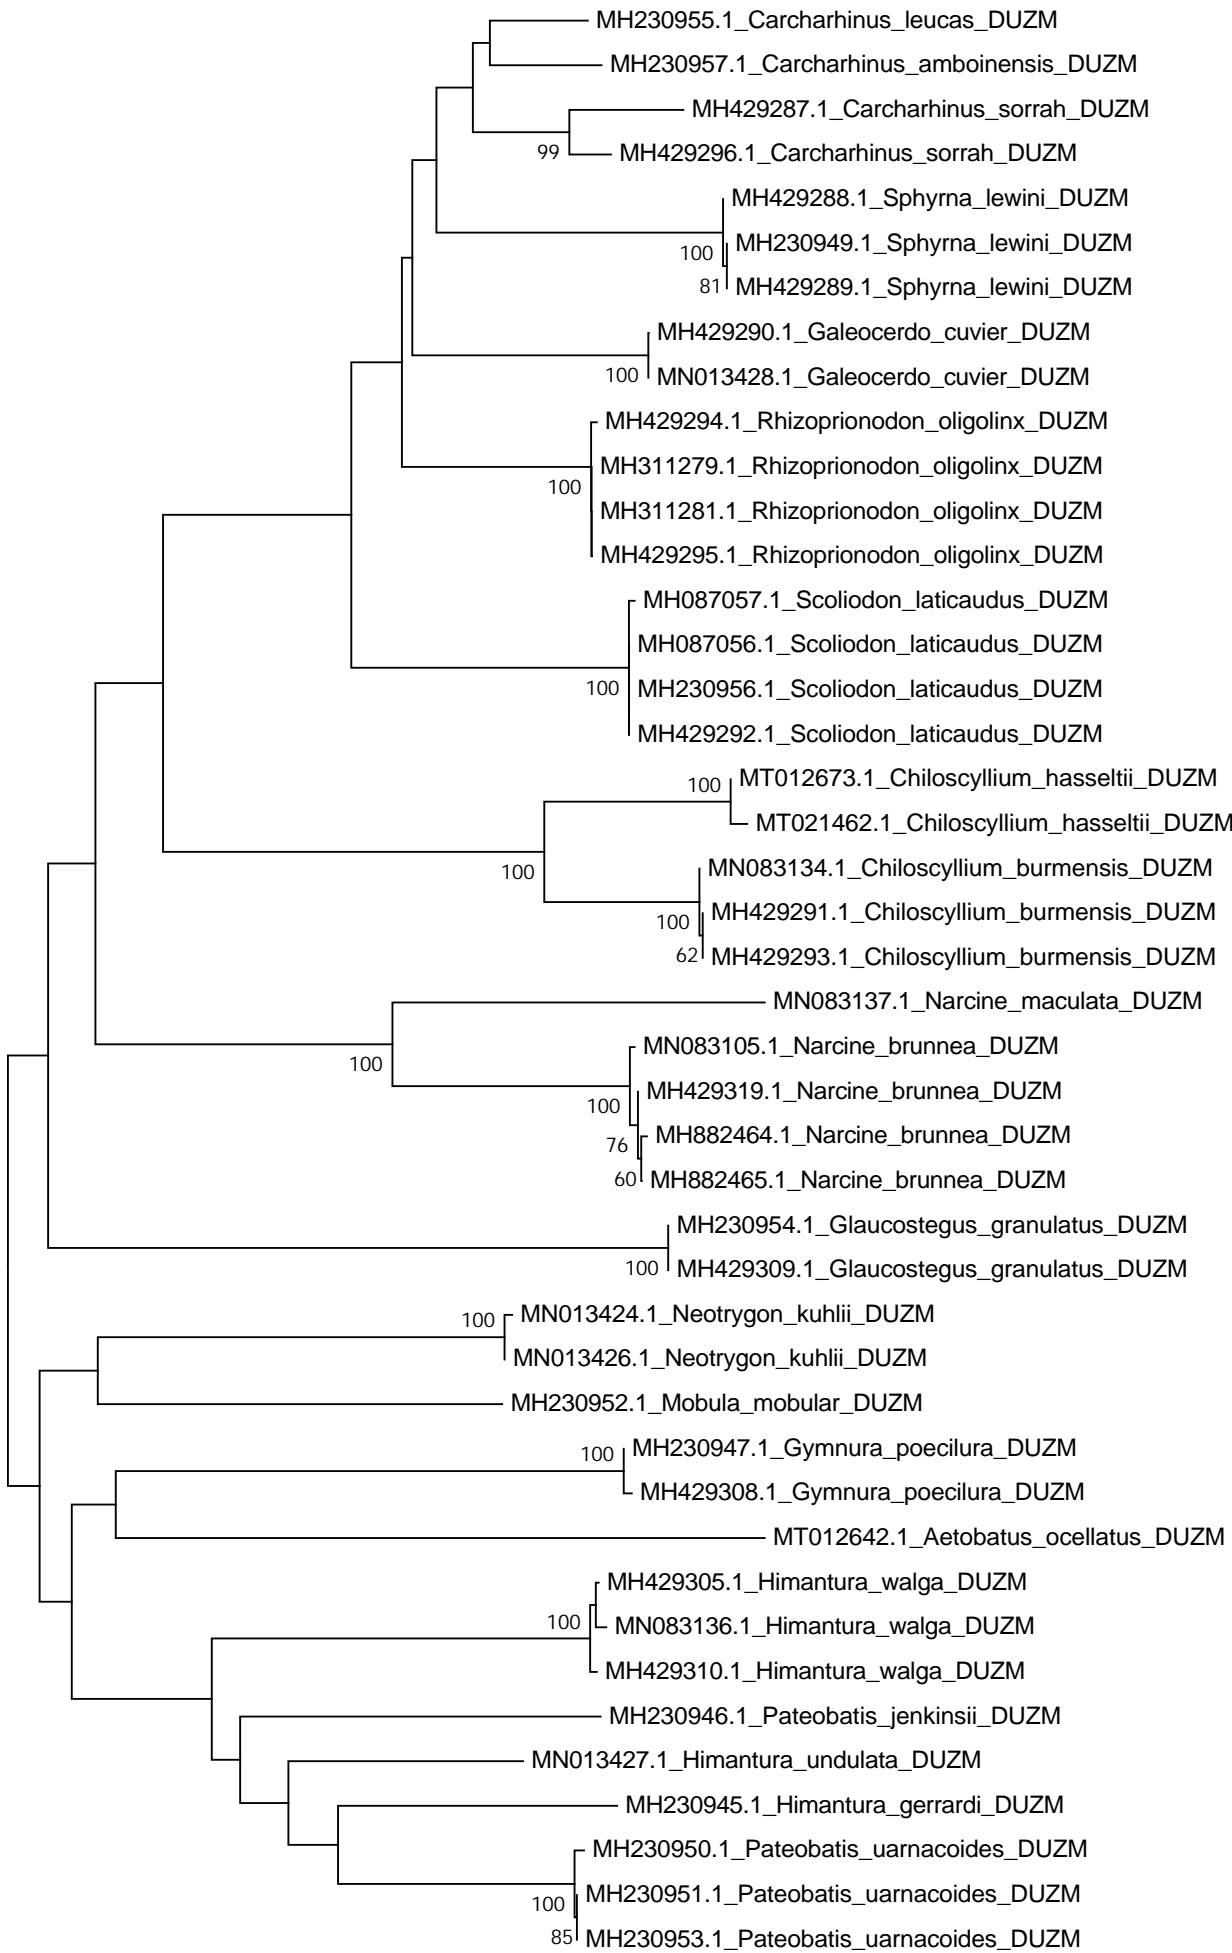 MH230955.1_Carcharhinus_leucas_DUZM
MH230957.1_Carcharhinus_amboinensis_DUZM
MH429287.1_Carcharhinus_sorrah_DUZM
99
MH429296.1_Carcharhinus_sorrah_DUZM
MH429288.1_Sphyrna_lewini_DUZM
MH230949.1_Sphyrna_lewini_DUZM
100
MH429289.1_Sphyrna_lewini_DUZM
81
MH429290.1_Galeocerdo_cuvier_DUZM
MN013428.1_Galeocerdo_cuvier_DUZM
100
MH429294.1_Rhizoprionodon_oligolinx_DUZM
MH311279.1_Rhizoprionodon_oligolinx_DUZM
100
MH311281.1_Rhizoprionodon_oligolinx_DUZM
MH429295.1_Rhizoprionodon_oligolinx_DUZM
MH087057.1_Scoliodon_laticaudus_DUZM
MH087056.1_Scoliodon_laticaudus_DUZM
MH230956.1_Scoliodon_laticaudus_DUZM
100
MH429292.1_Scoliodon_laticaudus_DUZM
100
MT012673.1_Chiloscyllium_hasseltii_DUZM
MT021462.1_Chiloscyllium_hasseltii_DUZM
100
MN083134.1_Chiloscyllium_burmensis_DUZM
MH429291.1_Chiloscyllium_burmensis_DUZM
100
MH429293.1_Chiloscyllium_burmensis_DUZM
62
MN083137.1_Narcine_maculata_DUZM
100
MN083105.1_Narcine_brunnea_DUZM
MH429319.1_Narcine_brunnea_DUZM
100
MH882464.1_Narcine_brunnea_DUZM
76
MH882465.1_Narcine_brunnea_DUZM
60
MH230954.1_Glaucostegus_granulatus_DUZM
MH429309.1_Glaucostegus_granulatus_DUZM
100
100
MN013424.1_Neotrygon_kuhlii_DUZM
MN013426.1_Neotrygon_kuhlii_DUZM
MH230952.1_Mobula_mobular_DUZM
100
MH230947.1_Gymnura_poecilura_DUZM
MH429308.1_Gymnura_poecilura_DUZM
MT012642.1_Aetobatus_ocellatus_DUZM
MH429305.1_Himantura_walga_DUZM
100
MN083136.1_Himantura_walga_DUZM
MH429310.1_Himantura_walga_DUZM
MH230946.1_Pateobatis_jenkinsii_DUZM
MN013427.1_Himantura_undulata_DUZM
MH230945.1_Himantura_gerrardi_DUZM
MH230950.1_Pateobatis_uarnacoides_DUZM
MH230951.1_Pateobatis_uarnacoides_DUZM
100
MH230953.1_Pateobatis_uarnacoides_DUZM
85